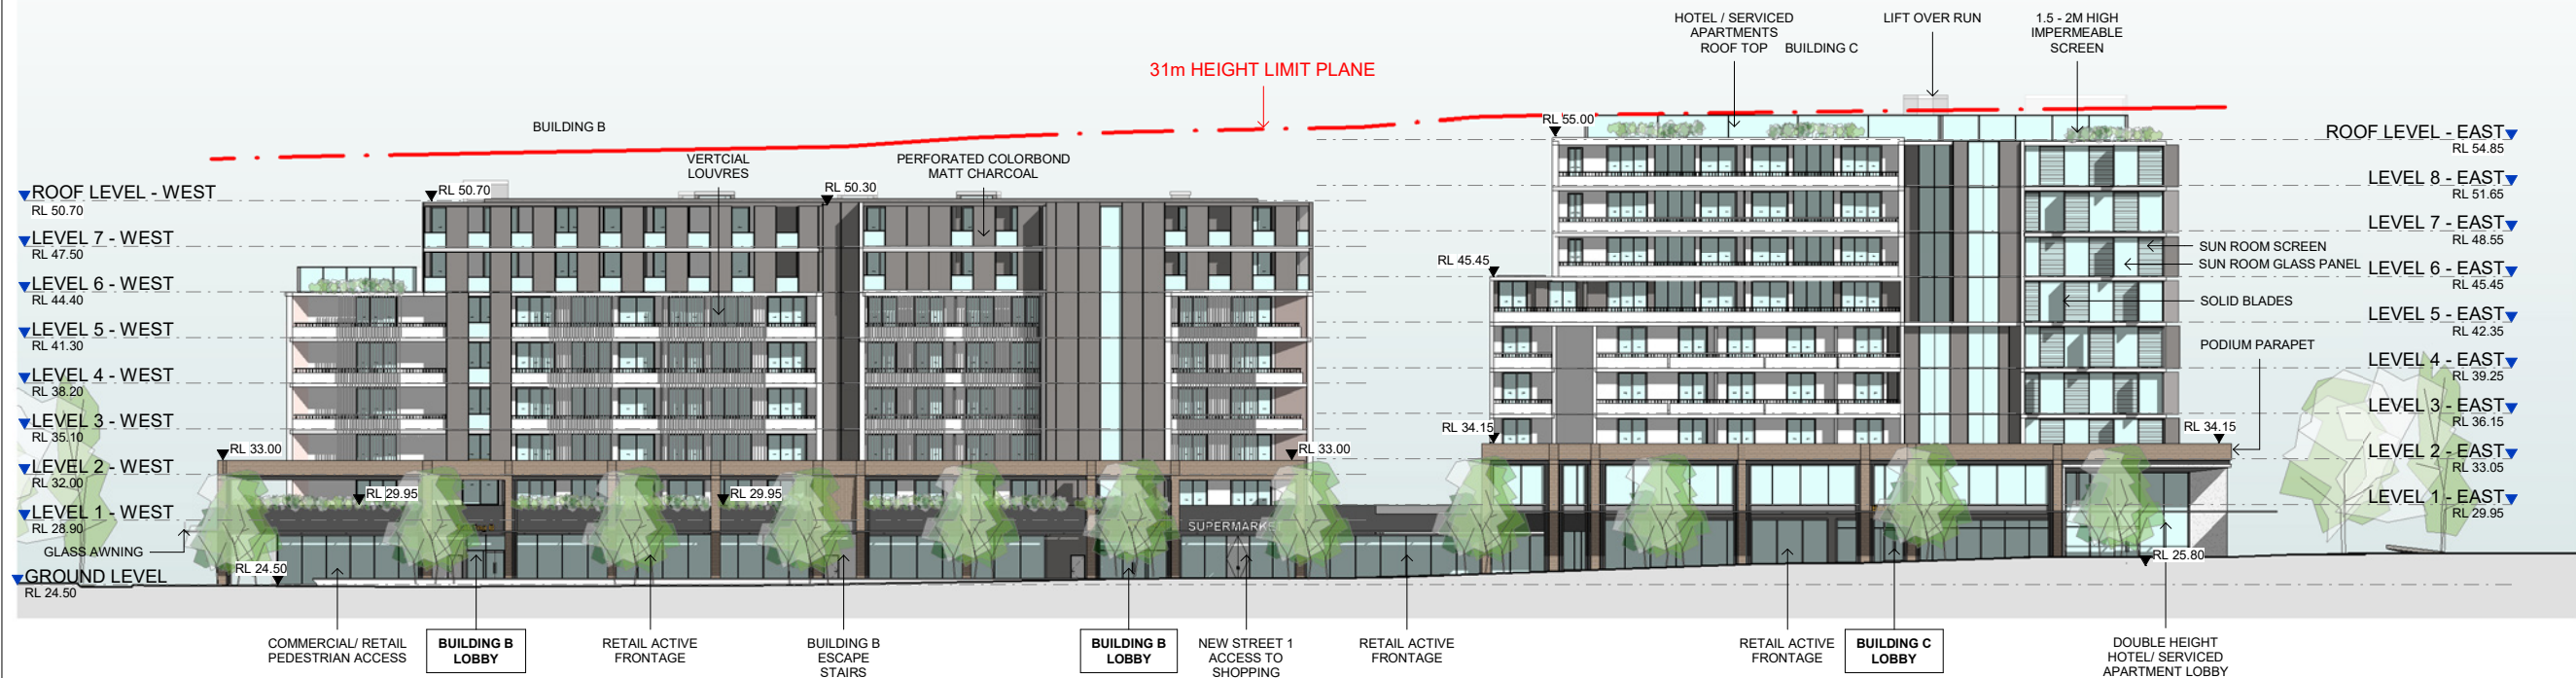 HOTEL / SERVICED
APARTMENTS
ROOF TOP
BUILDING C
LIFT OVER RUN
1.5 - 2M HIGH
IMPERMEABLE
SCREEN
31m HEIGHT LIMIT PLANE
BUILDING B
VERTCIAL
LOUVRES
PERFORATED COLORBOND
MATT CHARCOAL
RL 55.00
RL 50.70
RL 50.30
RL 45.45
RL 34.15
RL 34.15
RL 33.00
RL 33.00
RL 29.95
RL 29.95
RL 24.50
RL 25.80
ROOF LEVEL - WEST
RL 50.70
LEVEL 7 - WEST
RL 47.50
LEVEL 6 - WEST
RL 44.40
LEVEL 5 - WEST
RL 41.30
LEVEL 4 - WEST
RL 38.20
LEVEL 3 - WEST
RL 35.10
LEVEL 2 - WEST
RL 32.00
LEVEL 1 - WEST
RL 28.90
GLASS AWNING
GROUND LEVEL
RL 24.50
ROOF LEVEL - EAST
RL 54.85
LEVEL 8 - EAST
RL 51.65
LEVEL 7 - EAST
RL 48.55
SUN ROOM SCREEN
SUN ROOM GLASS PANEL
LEVEL 6 - EAST
RL 45.45
SOLID BLADES
LEVEL 5 - EAST
RL 42.35
PODIUM PARAPET
LEVEL 4 - EAST
RL 39.25
LEVEL 3 - EAST
RL 36.15
LEVEL 2 - EAST
RL 33.05
LEVEL 1 - EAST
RL 29.95
SUPERMARKET
COMMERCIAL/ RETAIL
PEDESTRIAN ACCESS
BUILDING B
LOBBY
RETAIL ACTIVE
FRONTAGE
BUILDING B
ESCAPE
STAIRS
BUILDING B
LOBBY
NEW STREET 1
ACCESS TO
SHOPPING
RETAIL ACTIVE
FRONTAGE
RETAIL ACTIVE
FRONTAGE
BUILDING C
LOBBY
DOUBLE HEIGHT
HOTEL/ SERVICED
APARTMENT LOBBY